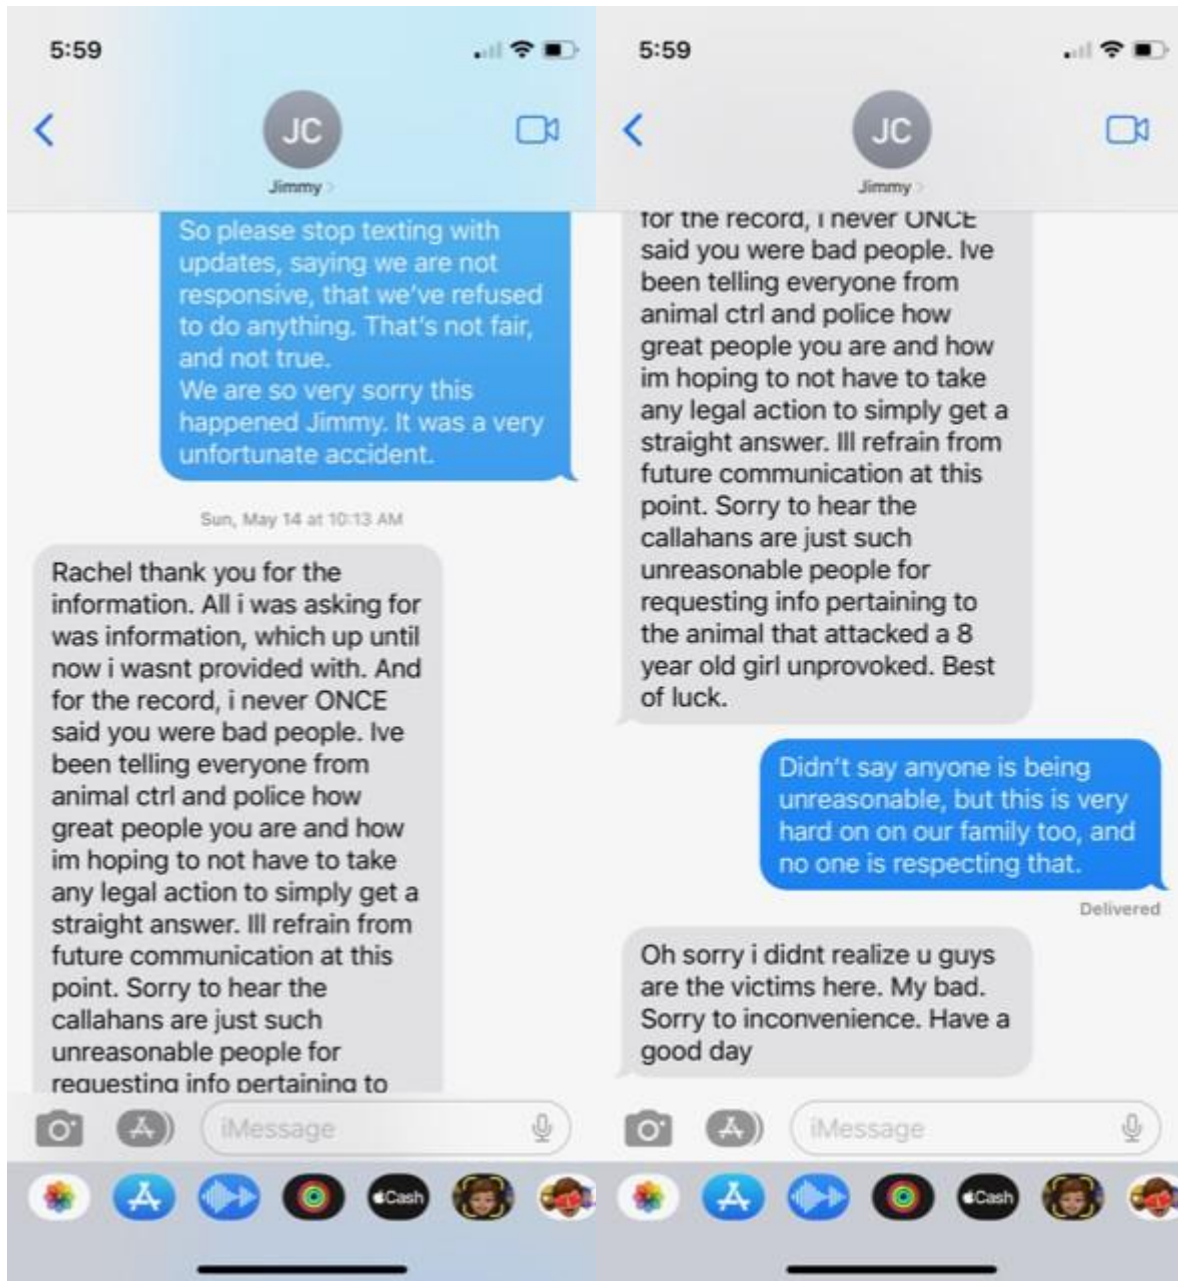 5:59
JC
Jimmy
So please stop texting with
updates, saying we are not
responsive, that we've refused
to do anything. That's not fair,
and not true.
We are so very sorry this
happened Jimmy. It was a very
unfortunate accident.
Sun, May 14 at 10:13 AM
Rachel thank you for the
information. All i was asking for
was information, which up until
now i wasnt provided with. And
for the record, i never ONCE
said you were bad people. Ive
been telling everyone from
animal ctrl and police how
great people you are and how
im hoping to not have to take
any legal action to simply get a
straight answer. Ill refrain from
future communication at this
point. Sorry to hear the
callahans are just such
unreasonable people for
requesting info pertaining to
iMessage
Cash
5:59
JC
Jimmy
for the record, i never ONCE
said you were bad people. Ive
been telling everyone from
animal ctrl and police how
great people you are and how
im hoping to not have to take
any legal action to simply get a
straight answer. Ill refrain from
future communication at this
point. Sorry to hear the
callahans are just such
unreasonable people for
requesting info pertaining to
the animal that attacked a 8
year old girl unprovoked. Best
of luck.
Didn't say anyone is being
unreasonable, but this is very
hard on on our family too, and
no one is respecting that.
Delivered
Oh sorry i didnt realize u guys
are the victims here. My bad.
Sorry to inconvenience. Have a
good day
iMessage
Cash